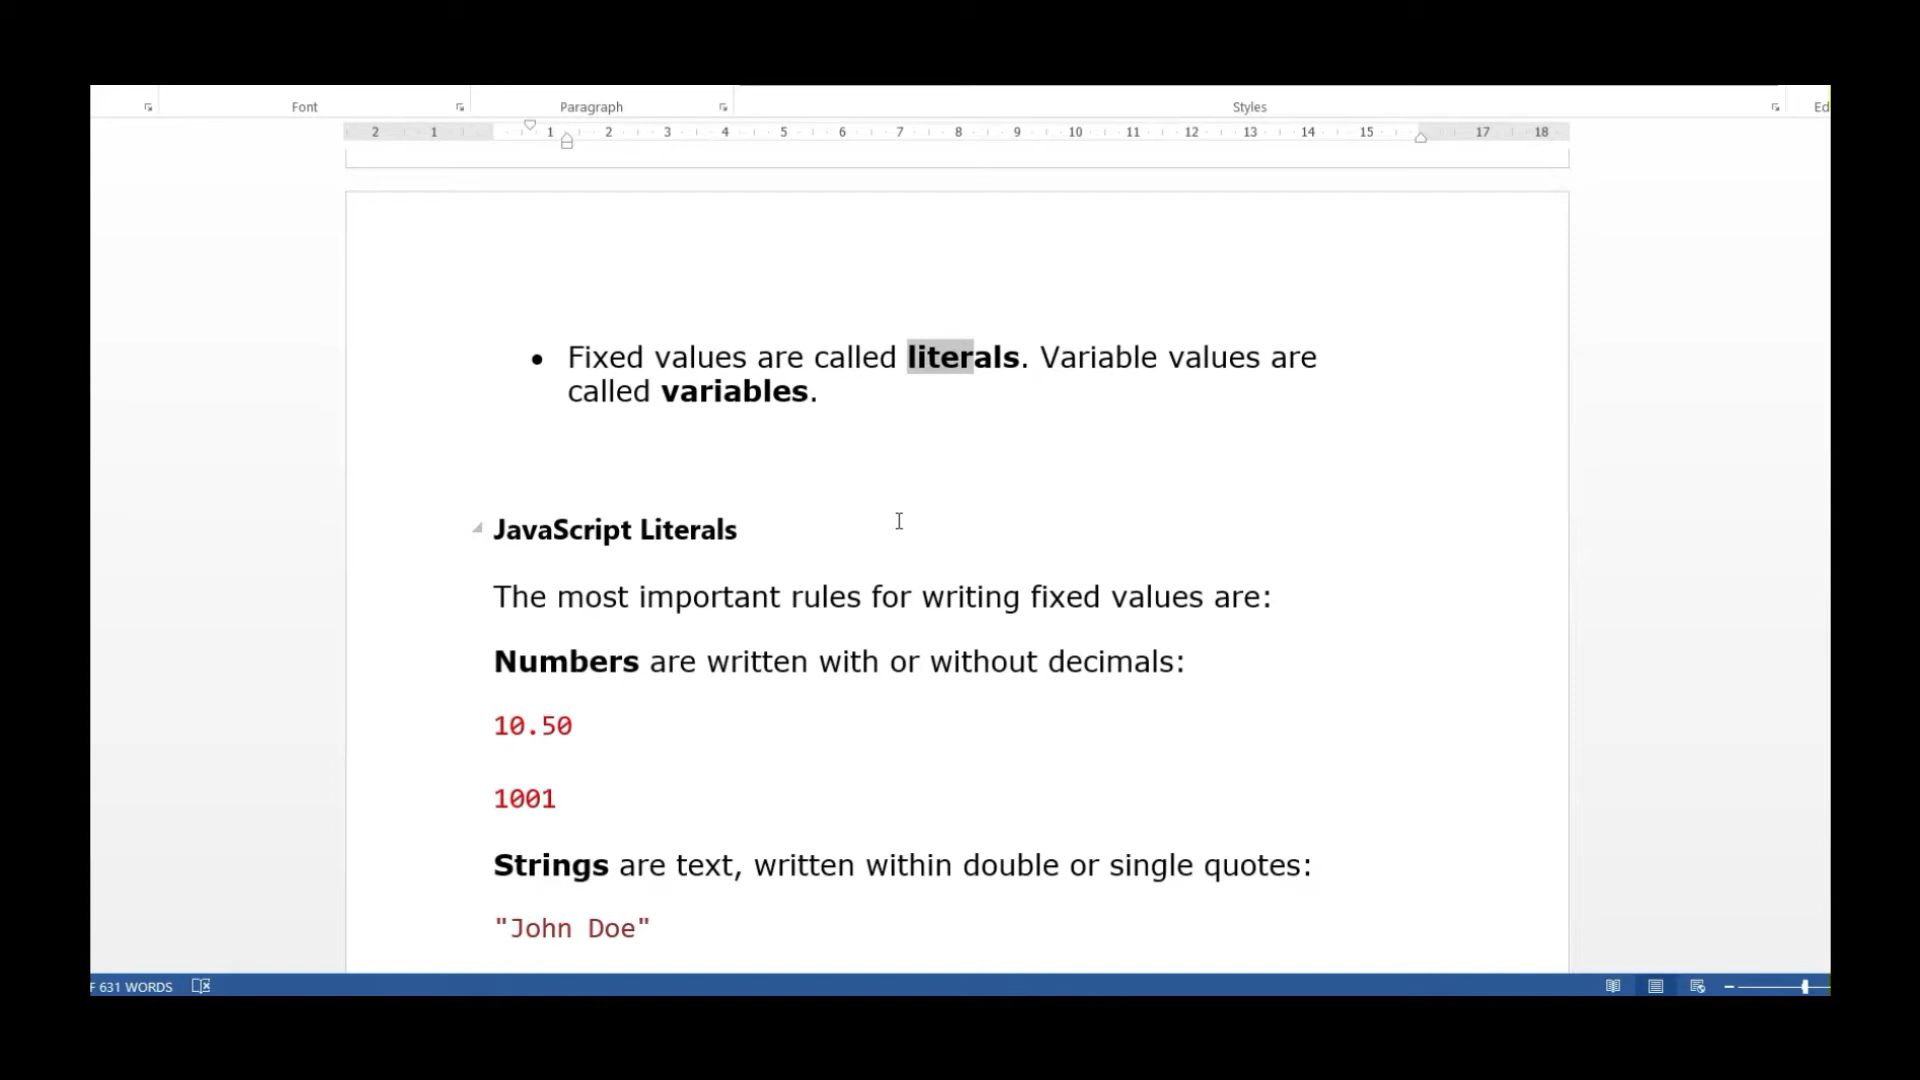 Font Paragraph Styles Ed
2 1 1 2 3 4 5 6 7 8 9 10 11 12 13 14 15 17 18
• Fixed values are called literals. Variable values are
called variables.
JavaScript Literals
The most important rules for writing fixed values are:
Numbers are written with or without decimals:
10.50
1001
Strings are text, written within double or single quotes:
"John Doe"
F 631 WORDS